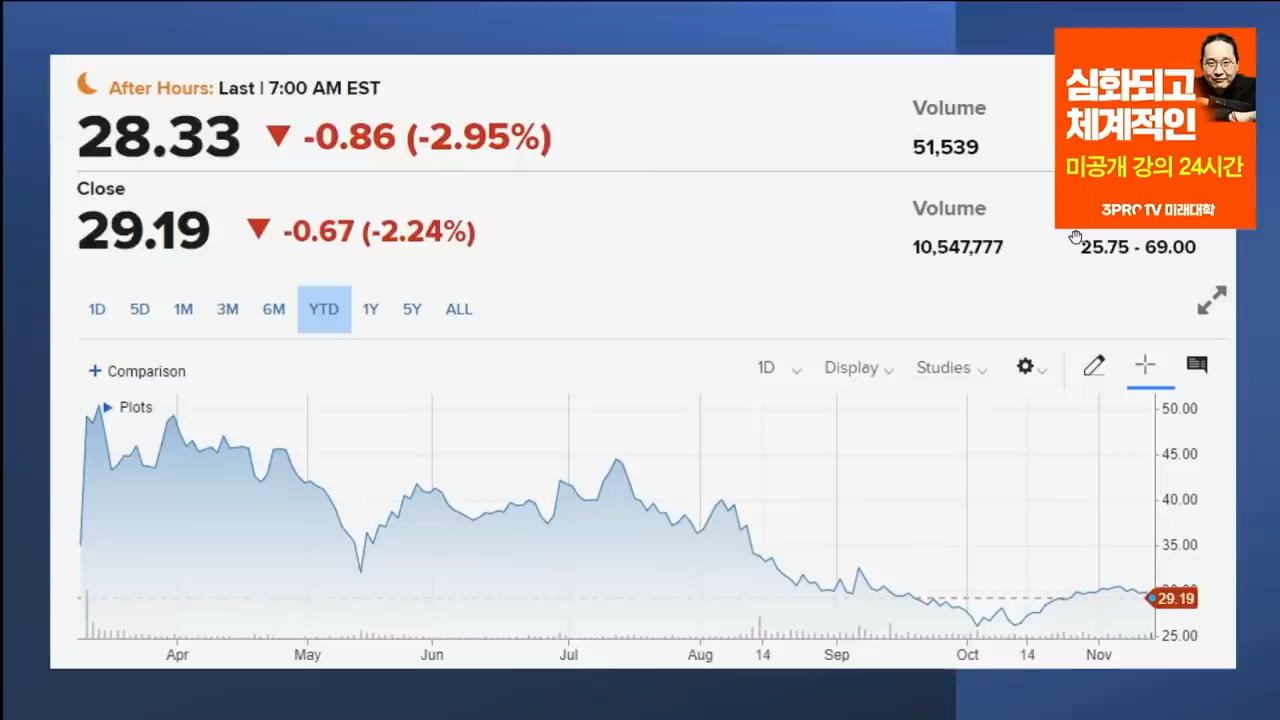 After Hours: Last | 7:00 AM EST
28.33 ▼ -0.86 (-2.95%)
Volume
51,539
Close
29.19 ▼ -0.67 (-2.24%)
Volume
10,547,777
25.75 - 69.00
심화되고
체계적인
미공개 강의 24시간
3PRO TV 미래대학
1D 5D 1M 3M 6M YTD 1Y 5Y ALL
+ Comparison
1D Display Studies
Plots
50.00
45.00
40.00
35.00
29.19
25.00
Apr May Jun Jul Aug 14 Sep Oct 14 Nov